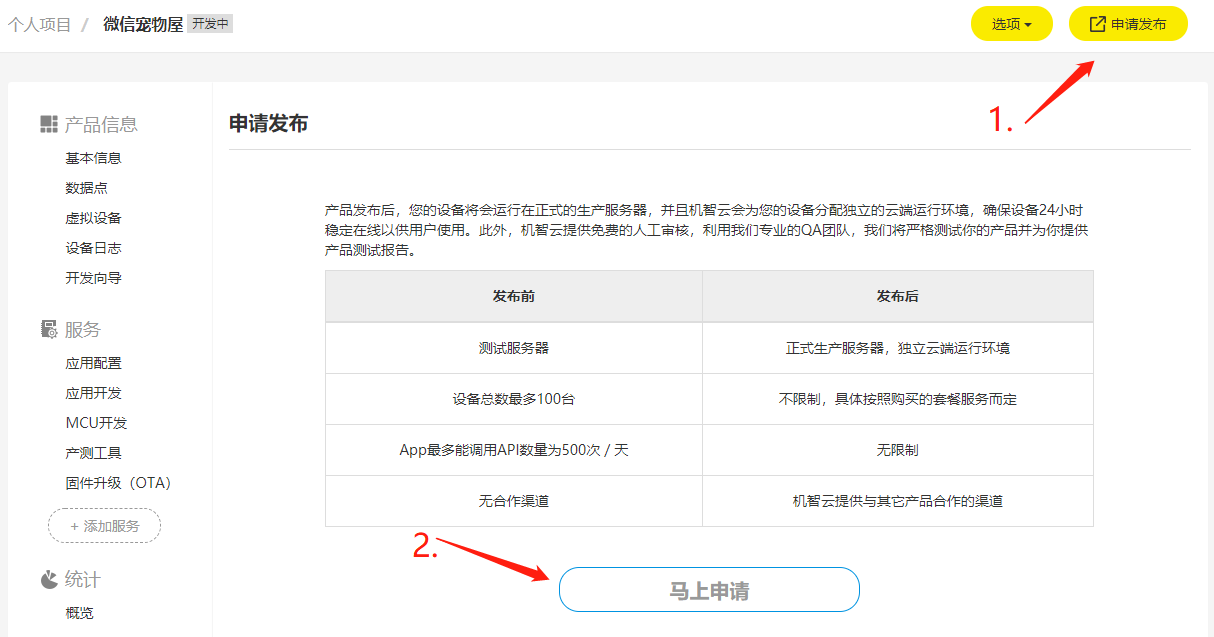 个人项目 / 微信宠物屋 开发中
选项 申请发布
1.
产品信息
基本信息
数据点
虚拟设备
设备日志
开发向导
服务
应用配置
应用开发
MCU开发
产测工具
固件升级（OTA）
+ 添加服务
统计
概览
申请发布
产品发布后，您的设备将会运行在正式的生产服务器，并且机智云会为您的设备分配独立的云端运行环境，确保设备24小时
稳定在线以供用户使用。此外，机智云提供免费的人工审核，利用我们专业的QA团队，我们将严格测试你的产品并为你提供
产品测试报告。
发布前 发布后
测试服务器 正式生产服务器，独立云端运行环境
设备总数最多100台 不限制，具体按照购买的套餐服务而定
App最多能调用API数量为500次 / 天 无限制
无合作渠道 机智云提供与其它产品合作的渠道
2.
马上申请